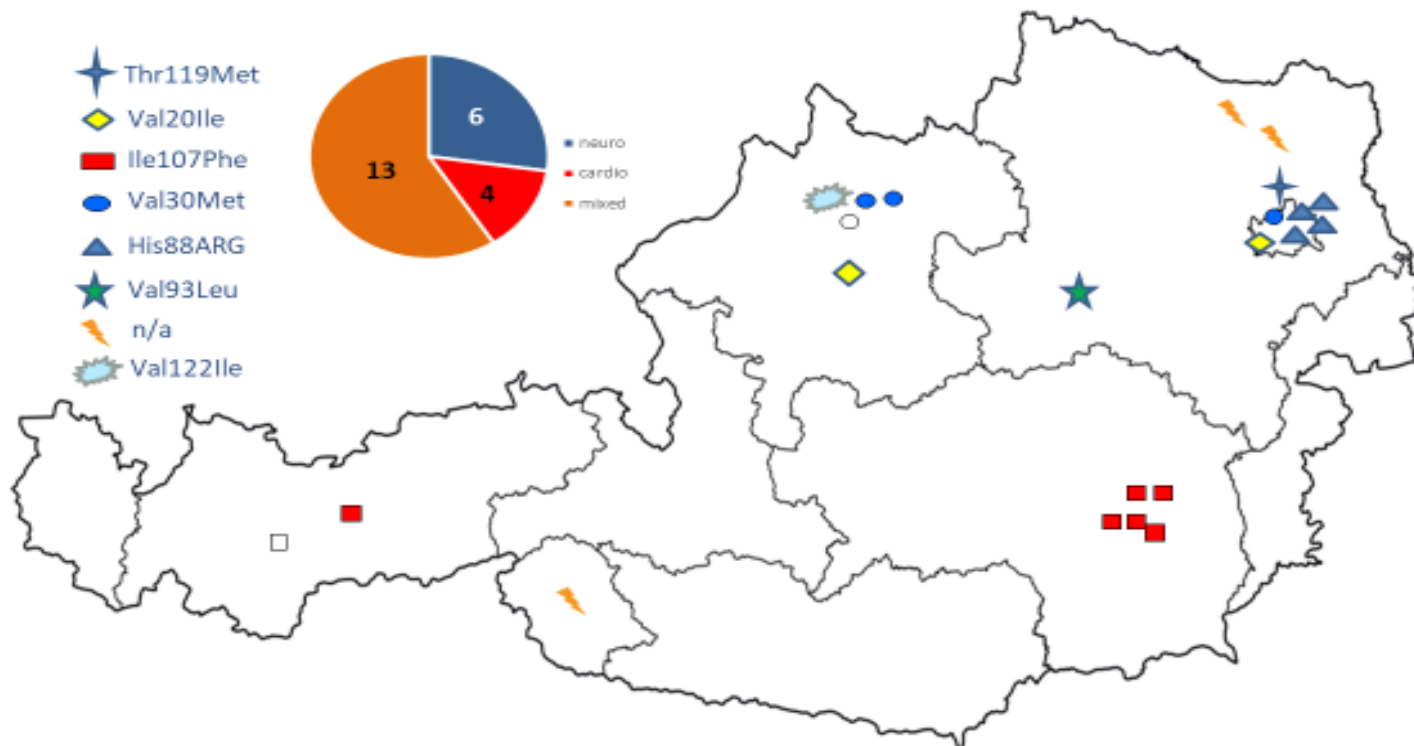 Thr119Met
Val20Ile
Ile107Phe
Val30Met
His88ARG
Val93Leu
n/a
Val122Ile
6
4
13
neuro
cardio
mixed